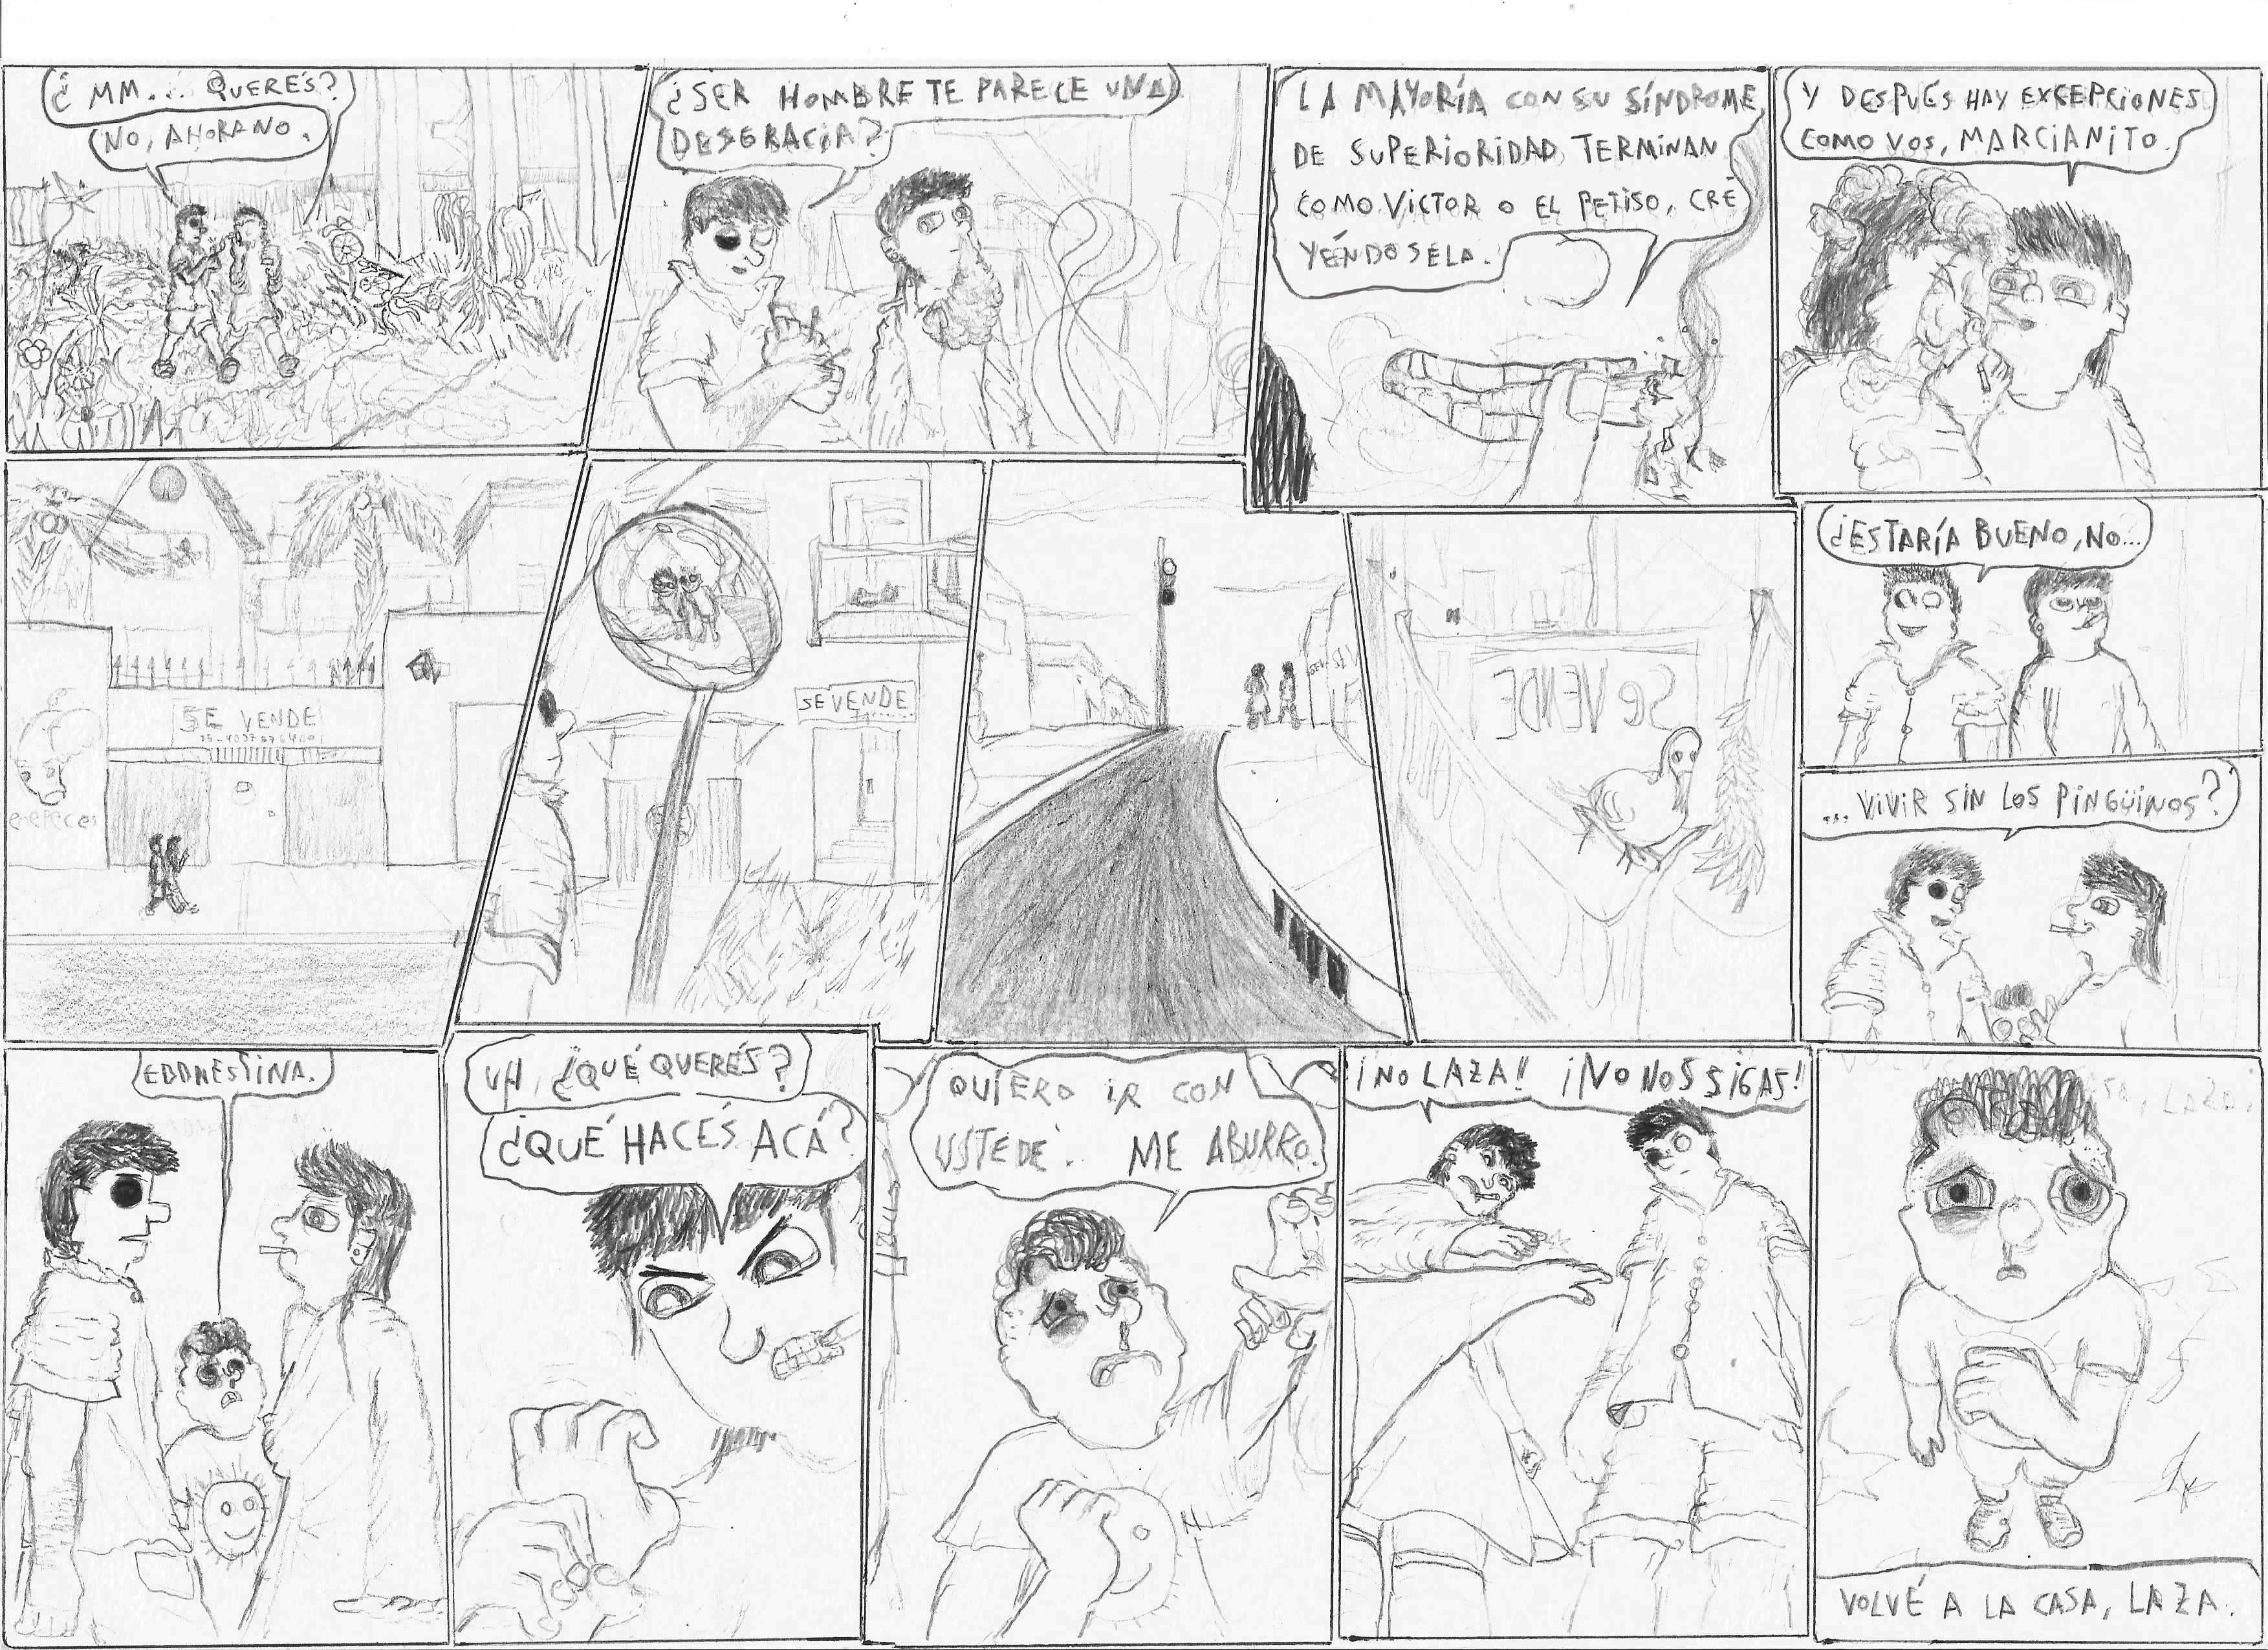 ¿ MM... QUERÉS?
NO, AHORA NO.
¿SER HOMBRE TE PARECE UNA
DESGRACIA?
LA MAYORÍA CON SU SÍNDROME
DE SUPERIORIDAD TERMINAN
COMO VICTOR O EL PETISO, CRE
YÉNDOSELA.
Y DESPUÉS HAY EXCEPCIONES
COMO VOS, MARCIANITO.
SE VENDE
SE VENDE
SE VENDE
¿ESTARÍA BUENO, NO...
... VIVIR SIN LOS PINGÜINOS?
EDONESTINA.
UH, ¿QUÉ QUERÉS?
¿QUÉ HACÉS ACÁ?
QUIERO IR CON
USTEDE'. ME ABURRO.
¡NO LAZA!! ¡NO NOS SIGAS!
VOLVÉ A LA CASA, LAZA.